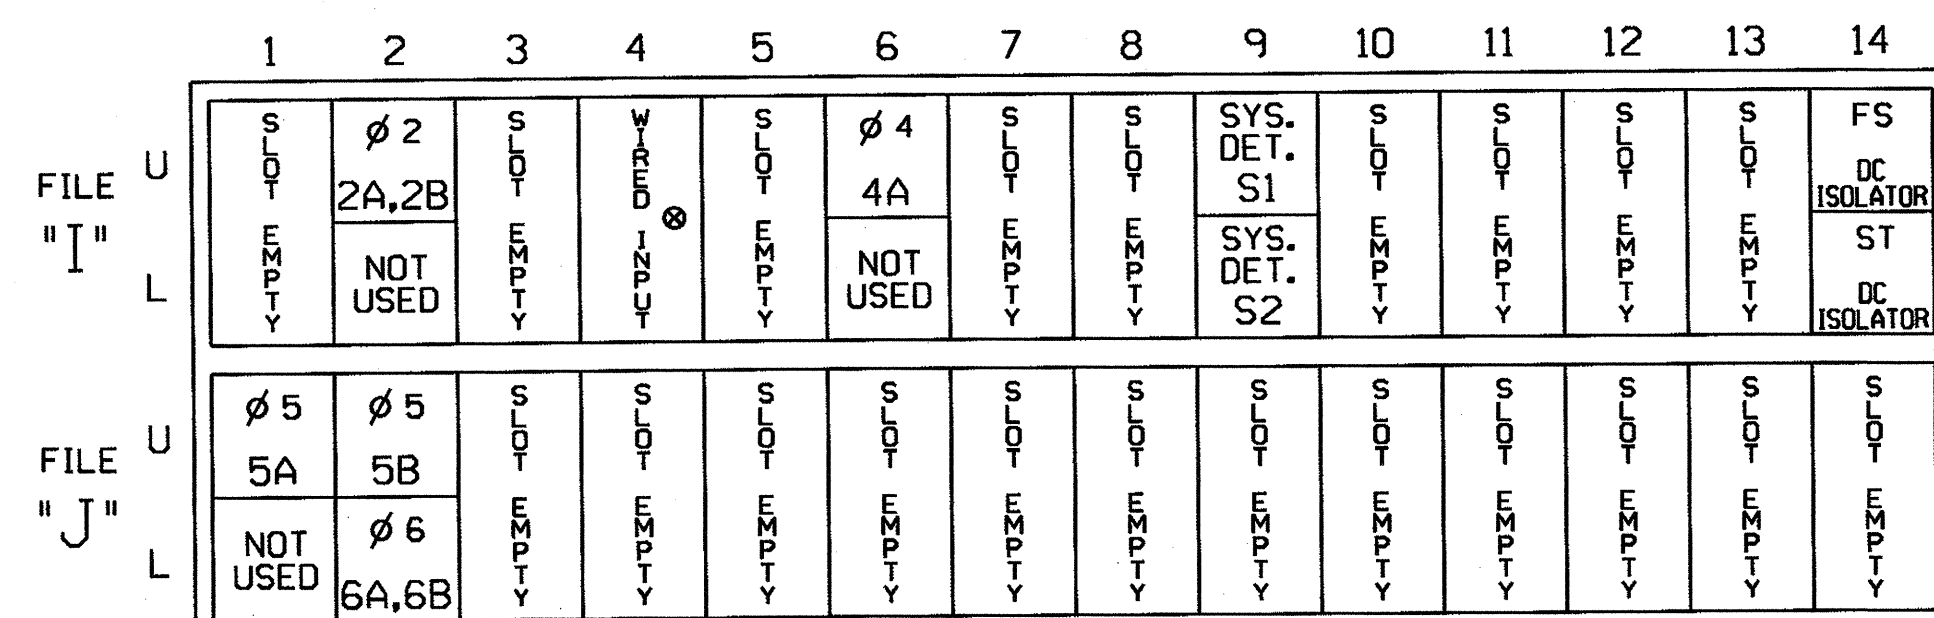 1 2 3 4 5 6 7 8 9 10 11 12 13 14
FILE
"I"
U
L
SLOT EMPTY
ø 2
2A,2B
NOT
USED
SLOT EMPTY
WIRED INPUT
SLOT EMPTY
ø 4
4A
NOT
USED
SLOT EMPTY
SLOT EMPTY
SYS.
DET.
S1
SYS.
DET.
S2
SLOT EMPTY
SLOT EMPTY
SLOT EMPTY
SLOT EMPTY
FS
DC
ISOLATOR
ST
DC
ISOLATOR
FILE
"J"
U
L
ø 5
5A
NOT
USED
ø 5
5B
ø 6
6A,6B
SLOT EMPTY
SLOT EMPTY
SLOT EMPTY
SLOT EMPTY
SLOT EMPTY
SLOT EMPTY
SLOT EMPTY
SLOT EMPTY
SLOT EMPTY
SLOT EMPTY
SLOT EMPTY
SLOT EMPTY